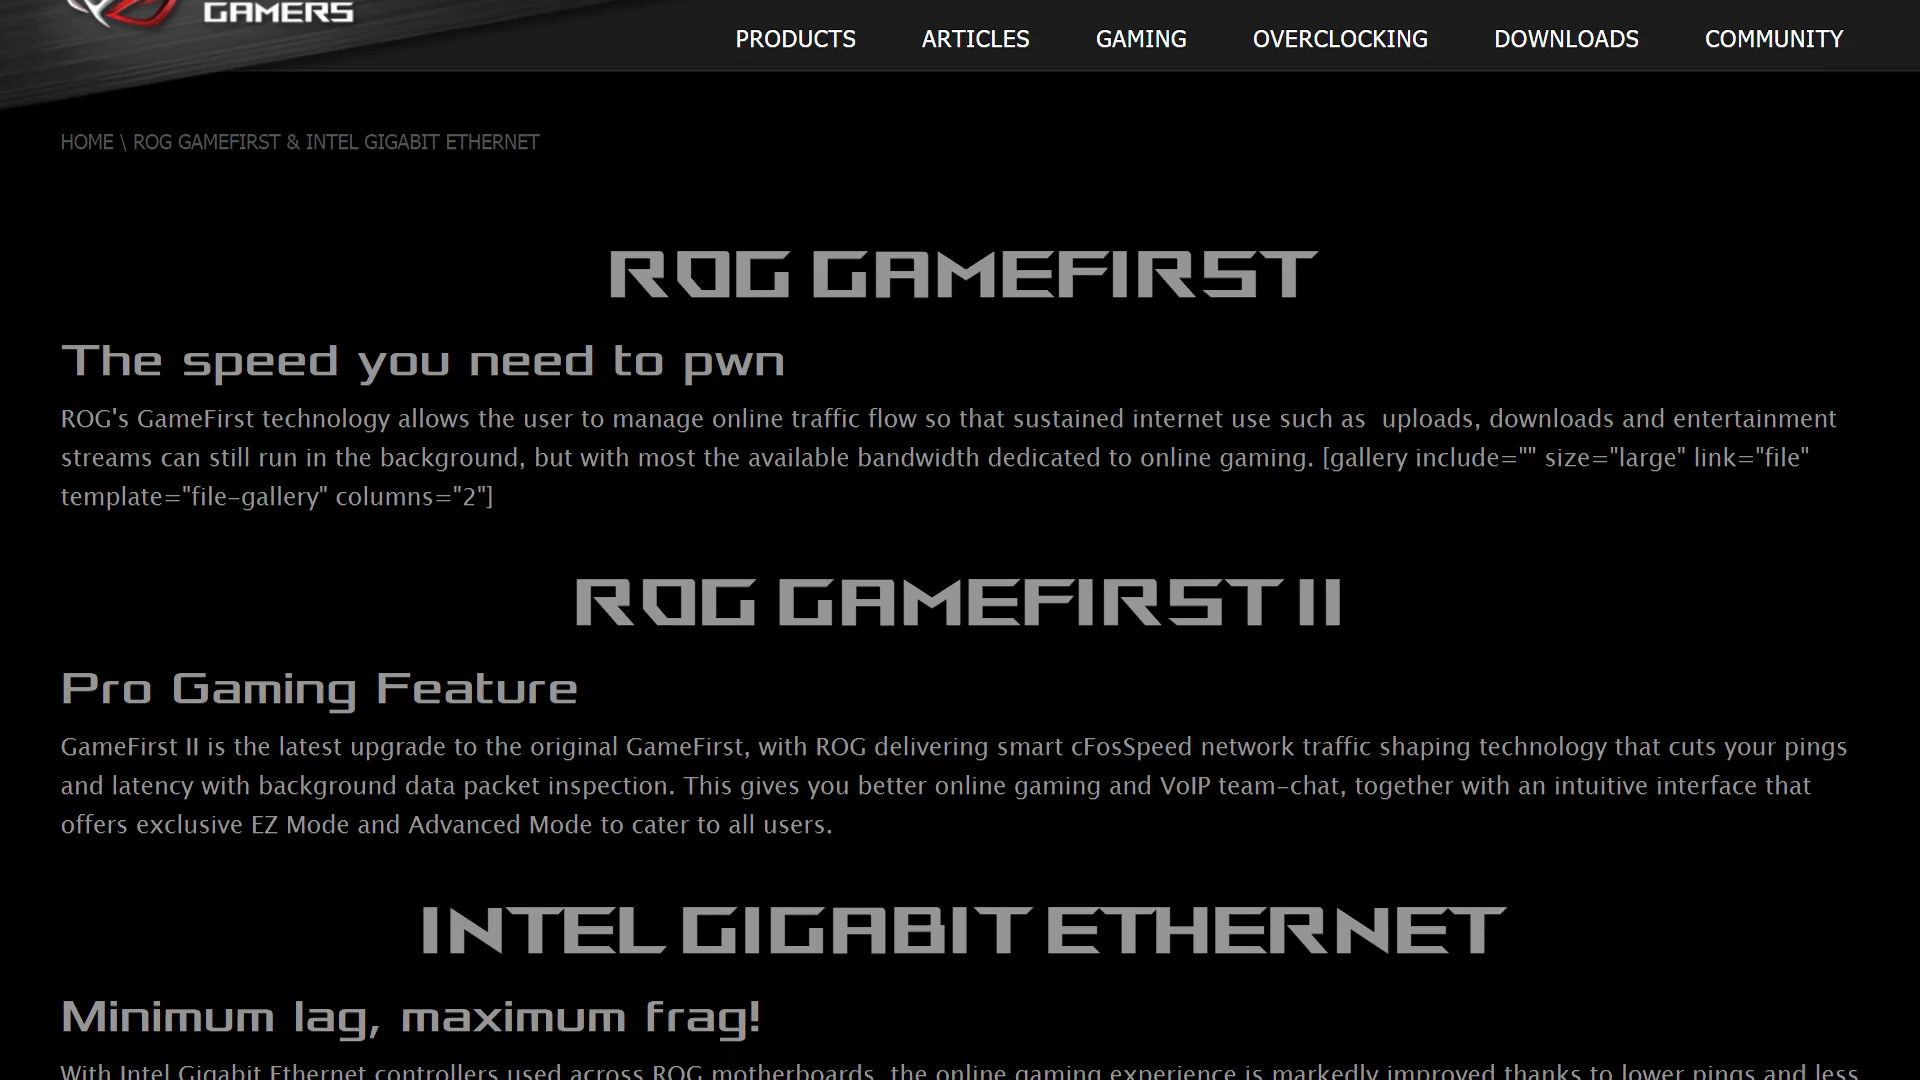 GAMERS
PRODUCTS ARTICLES GAMING OVERCLOCKING DOWNLOADS COMMUNITY
HOME \ ROG GAMEFIRST & INTEL GIGABIT ETHERNET
ROG GAMEFIRST
The speed you need to pwn
ROG's GameFirst technology allows the user to manage online traffic flow so that sustained internet use such as  uploads, downloads and entertainment
streams can still run in the background, but with most the available bandwidth dedicated to online gaming. [gallery include="" size="large" link="file"
template="file-gallery" columns="2"]
ROG GAMEFIRST II
Pro Gaming Feature
GameFirst II is the latest upgrade to the original GameFirst, with ROG delivering smart cFosSpeed network traffic shaping technology that cuts your pings
and latency with background data packet inspection. This gives you better online gaming and VoIP team-chat, together with an intuitive interface that
offers exclusive EZ Mode and Advanced Mode to cater to all users.
INTEL GIGABIT ETHERNET
Minimum lag, maximum frag!
With Intel Gigabit Ethernet controllers used across ROG motherboards, the online gaming experience is markedly improved thanks to lower pings and less